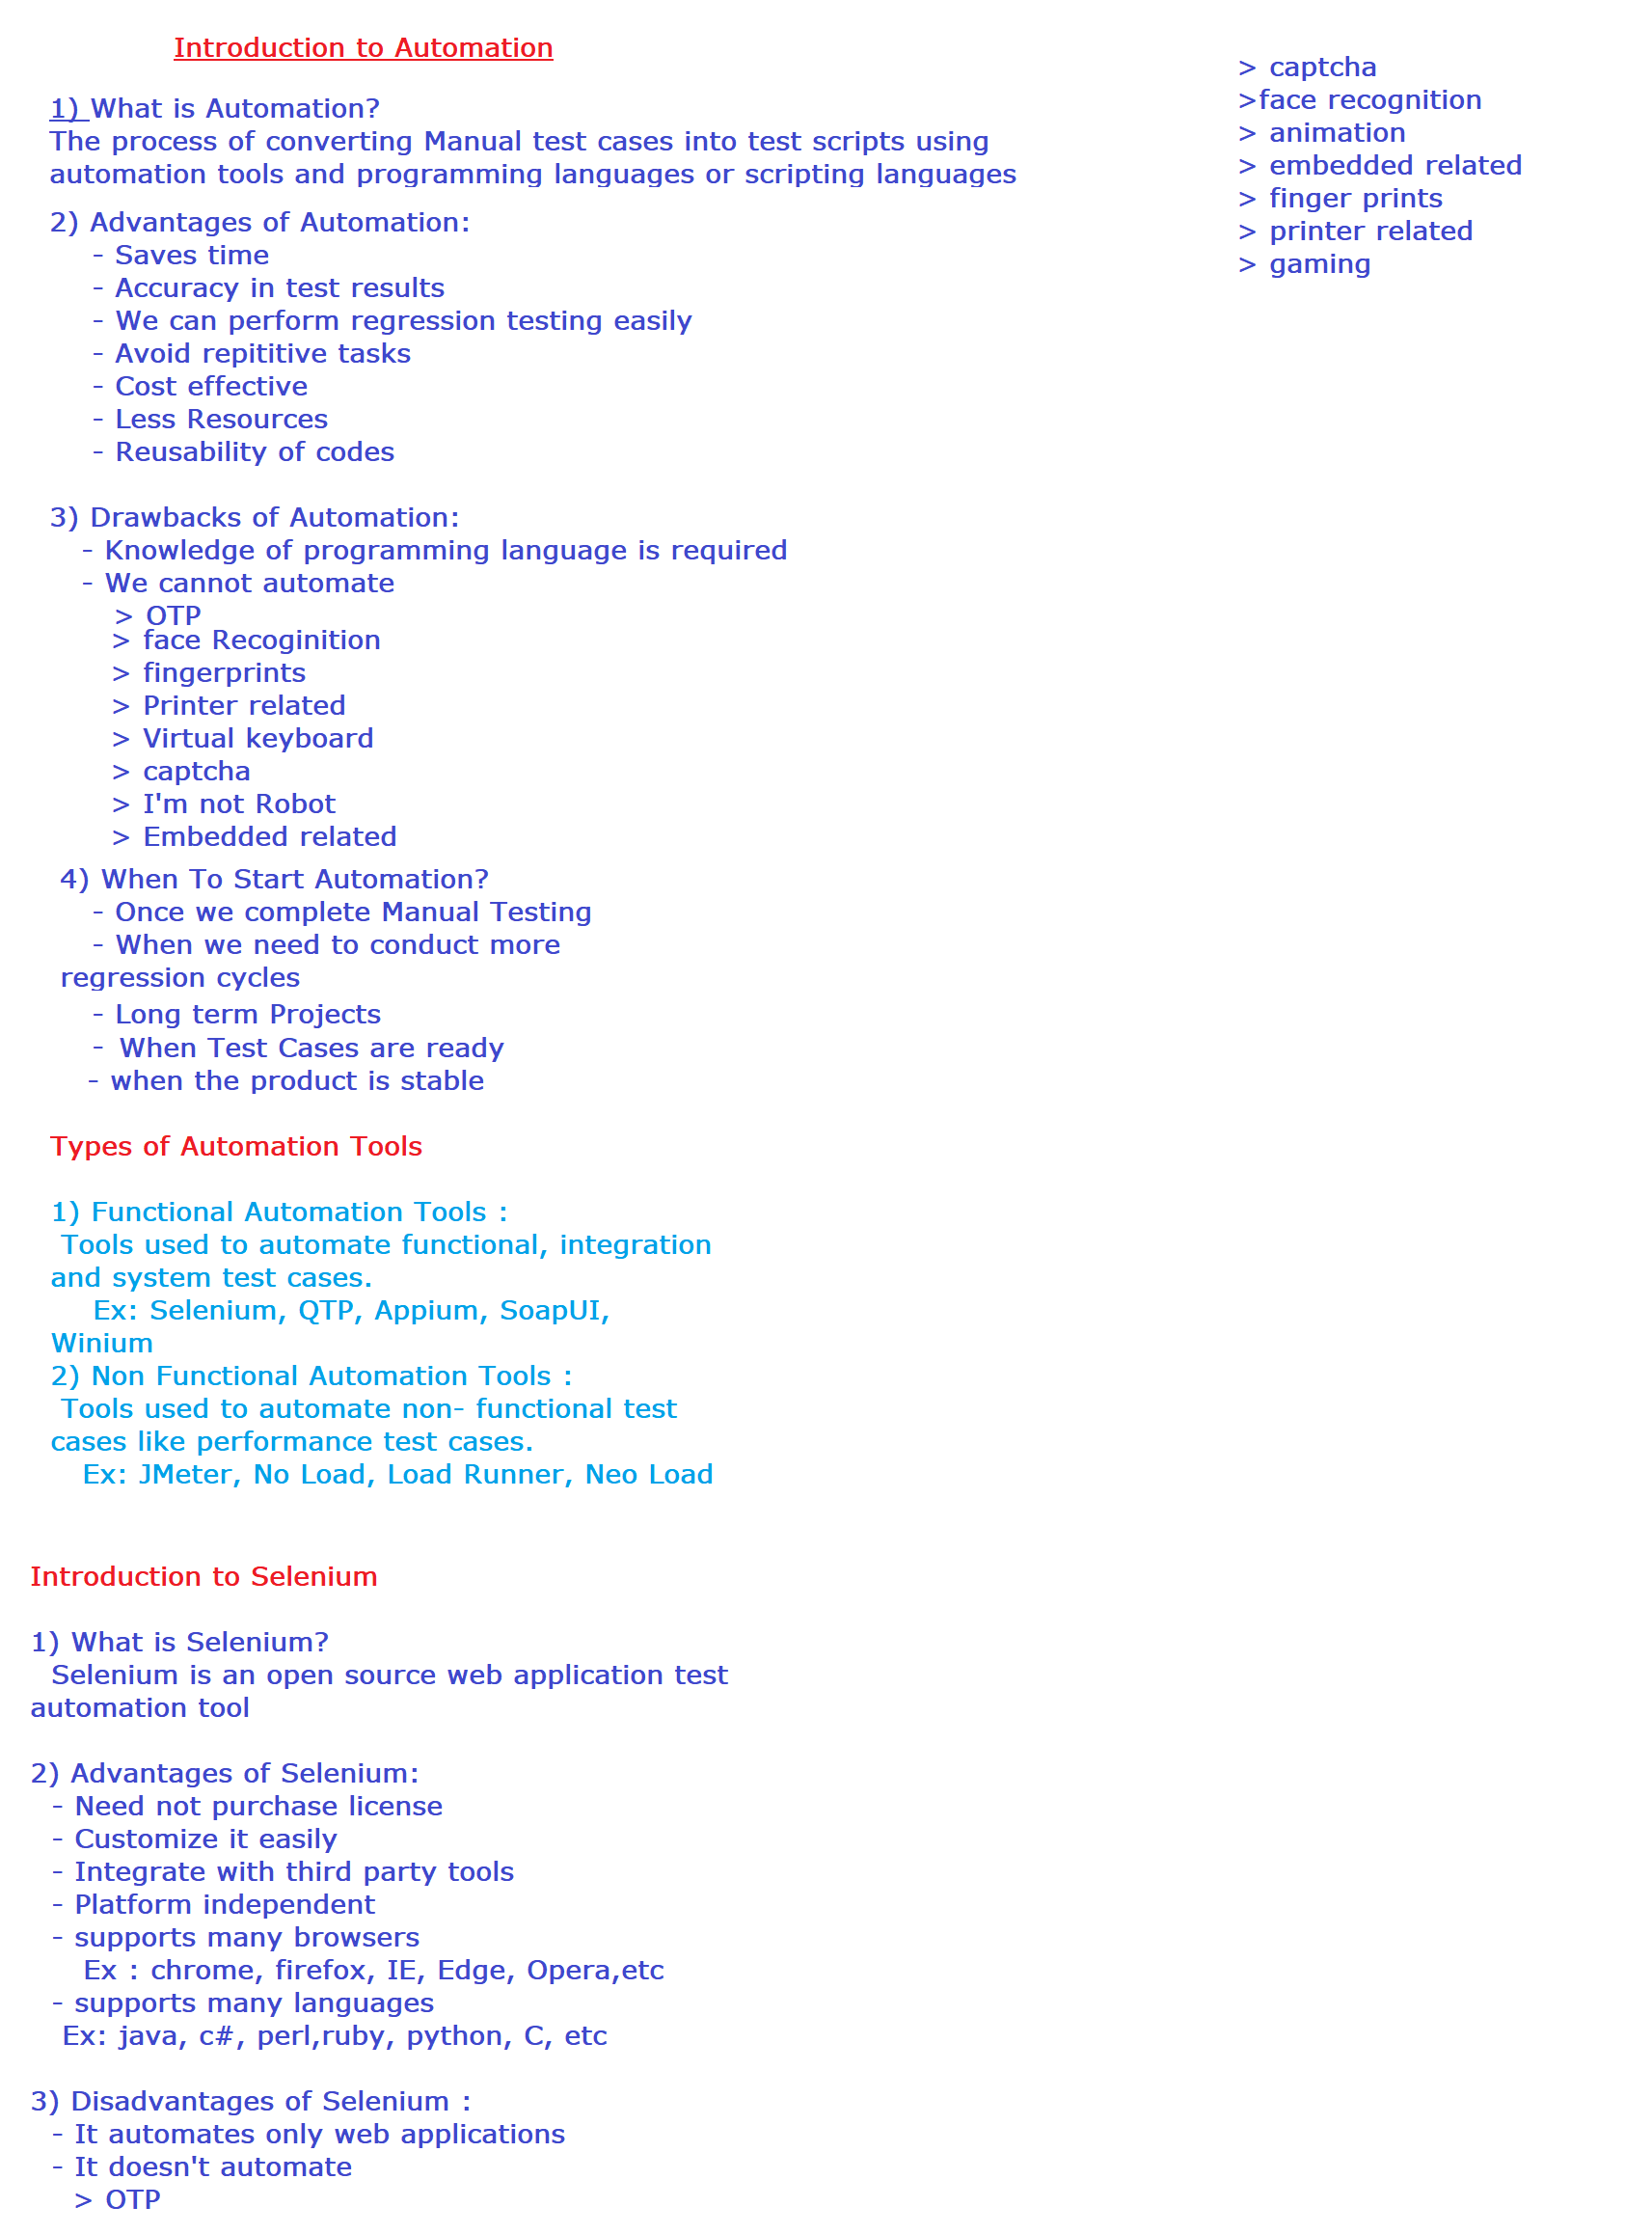 Introduction to Automation
1) What is Automation?
The process of converting Manual test cases into test scripts using
automation tools and programming languages or scripting languages
2) Advantages of Automation:
- Saves time
- Accuracy in test results
- We can perform regression testing easily
- Avoid repititive tasks
- Cost effective
- Less Resources
- Reusability of codes
3) Drawbacks of Automation:
- Knowledge of programming language is required
- We cannot automate
> OTP
> face Recoginition
> fingerprints
> Printer related
> Virtual keyboard
> captcha
> I'm not Robot
> Embedded related
4) When To Start Automation?
- Once we complete Manual Testing
- When we need to conduct more
regression cycles
- Long term Projects
- When Test Cases are ready
- when the product is stable
Types of Automation Tools
1) Functional Automation Tools :
Tools used to automate functional, integration
and system test cases.
Ex: Selenium, QTP, Appium, SoapUI,
Winium
2) Non Functional Automation Tools :
Tools used to automate non- functional test
cases like performance test cases.
Ex: JMeter, No Load, Load Runner, Neo Load
Introduction to Selenium
1) What is Selenium?
Selenium is an open source web application test
automation tool
2) Advantages of Selenium:
- Need not purchase license
- Customize it easily
- Integrate with third party tools
- Platform independent
- supports many browsers
Ex : chrome, firefox, IE, Edge, Opera,etc
- supports many languages
Ex: java, c#, perl,ruby, python, C, etc
3) Disadvantages of Selenium :
- It automates only web applications
- It doesn't automate
> OTP
> captcha
>face recognition
> animation
> embedded related
> finger prints
> printer related
> gaming